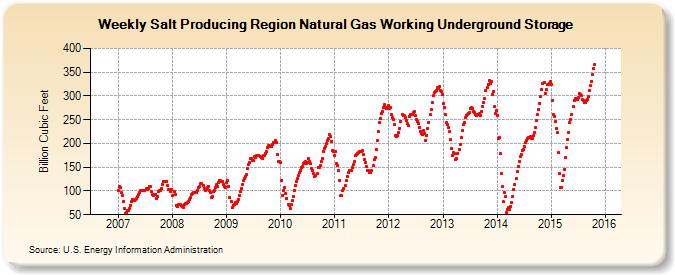 Weekly Salt Producing Region Natural Gas Working Underground Storage
Billion Cubic Feet
400
350
300
250
200
150
100
50
2007 2008 2009 2010 2011 2012 2013 2014 2015 2016
Source: U.S. Energy Information Administration